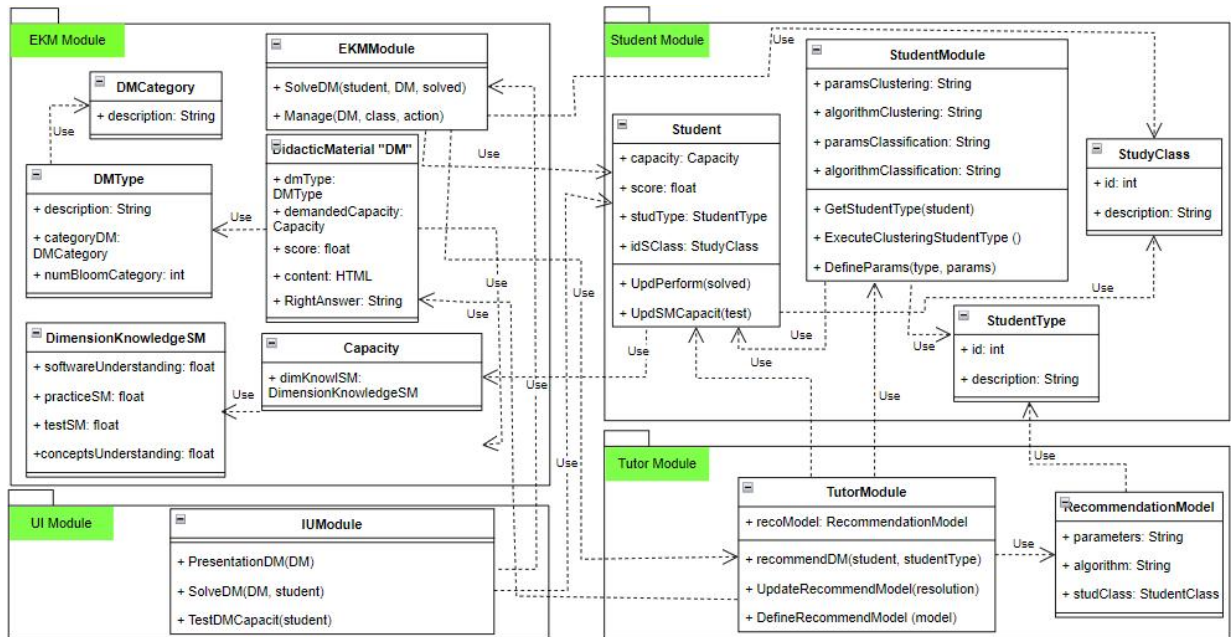 EKM Module
EKMModule
+ SolveDM(student, DM, solved)
+ Manage(DM, class, action)
DMCategory
+ description: String
Use
DMType
+ description: String
+ categoryDM:
DMCategory
+ numBloomCategory: int
Use
DidacticMaterial "DM"
+ dmType:
DMType
+ demandedCapacity:
Capacity
+ score: float
+ content: HTML
+ RightAnswer: String
Use
Use
Use
DimensionKnowledgeSM
+ softwareUnderstanding: float
+ practiceSM: float
+ testSM: float
+conceptsUnderstanding: float
Use
Capacity
+ dimKnowlSM:
DimensionKnowledgeSM
UI Module
IUModule
+ PresentationDM(DM)
+ SolveDM(DM, student)
+ TestDMCapacit(student)
Use
Use
Student Module
Use
Student
+ capacity: Capacity
+ score: float
+ studType: StudentType
+ idSClass: StudyClass
+ UpdPerform(solved)
+ UpdSMCapacit(test)
Use
StudentModule
+ paramsClustering: String
+ algorithmClustering: String
+ paramsClassification: String
+ algorithmClassification: String
+ GetStudentType(student)
+ ExecuteClusteringStudentType ()
+ DefineParams(type, params)
Use
Use
Use
StudyClass
+ id: int
+ description: String
Use
StudentType
+ id: int
+ description: String
Use
Tutor Module
TutorModule
+ recoModel: RecommendationModel
+ recommendDM(student, studentType)
+ UpdateRecommendModel(resolution)
+ DefineRecommendModel (model)
Use
RecommendationModel
+ parameters: String
+ algorithm: String
+ studClass: StudentClass